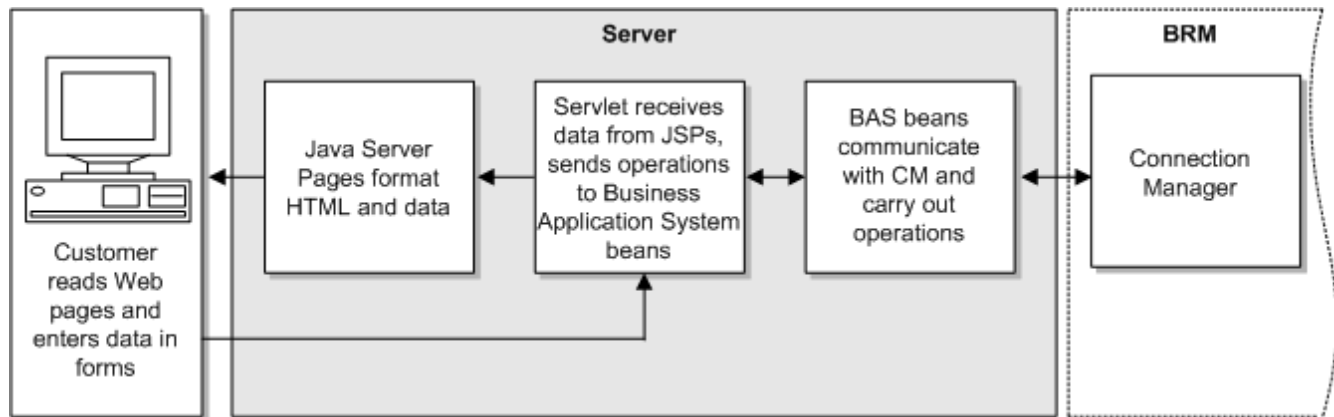 Customer
reads Web
pages and
enters data in
forms
Server
Java Server
Pages format
HTML and data
Servlet receives
data from JSPs,
sends operations
to Business
Application System
beans
BAS beans
communicate
with CM and
carry out
operations
BRM
Connection
Manager